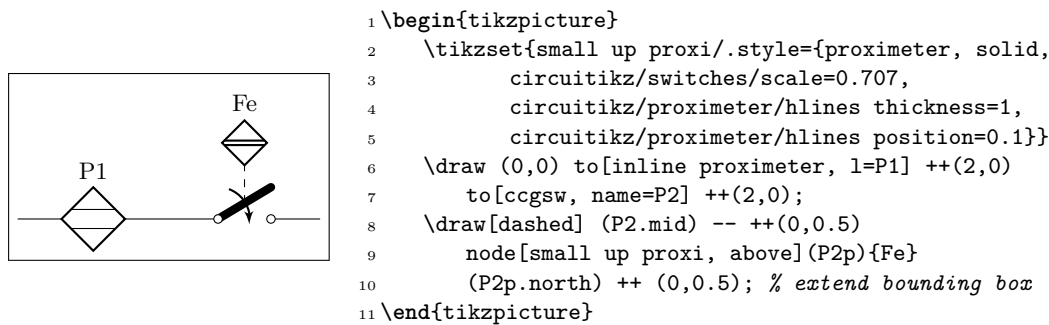 Fe
P1
1 \begin{tikzpicture}
2 \tikzset{small up proxi/.style={proximeter, solid,
3 circuitikz/switches/scale=0.707,
4 circuitikz/proximeter/hlines thickness=1,
5 circuitikz/proximeter/hlines position=0.1}}
6 \draw (0,0) to[inline proximeter, l=P1] ++(2,0)
7 to[ccgsw, name=P2] ++(2,0);
8 \draw[dashed] (P2.mid) -- ++(0,0.5)
9 node[small up proxi, above](P2p){Fe}
10 (P2p.north) ++ (0,0.5); % extend bounding box
11 \end{tikzpicture}